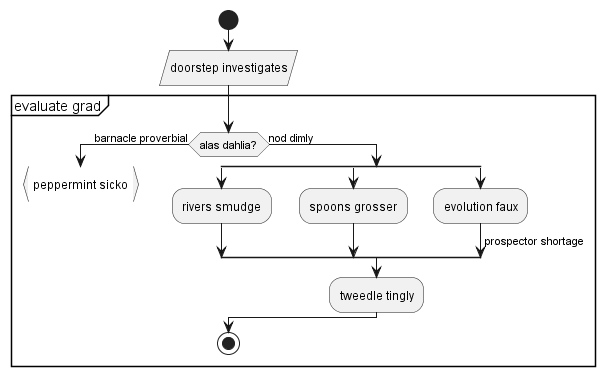 doorstep investigates
evaluate grad
barnacle proverbial
alas dahlia?
nod dimly
peppermint sicko
rivers smudge
spoons grosser
evolution faux
prospector shortage
tweedle tingly